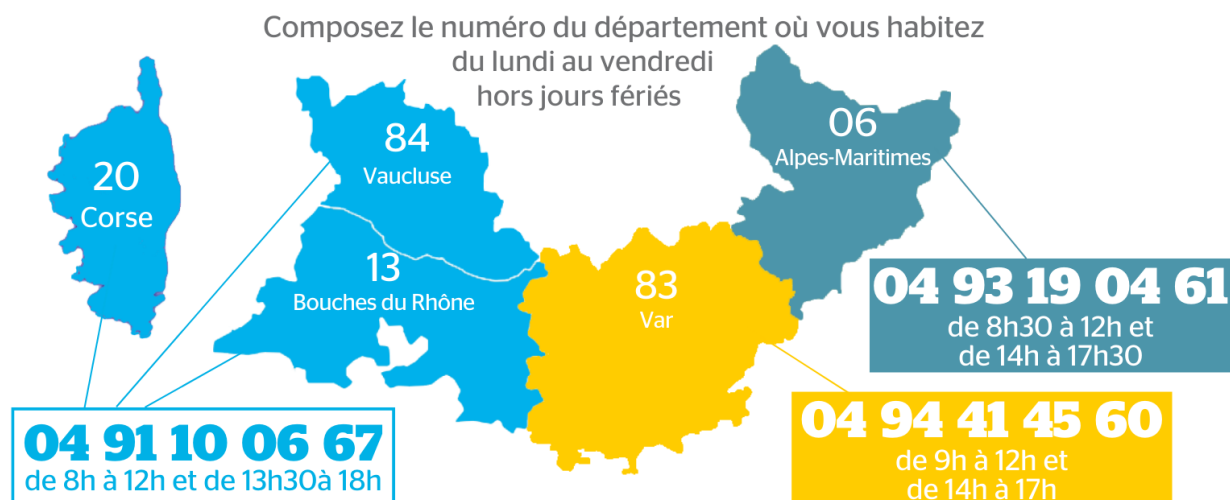 Composez le numéro du département où vous habitez
du lundi au vendredi
hors jours fériés
20
Corse
84
Vaucluse
13
Bouches du Rhône
83
Var
06
Alpes-Maritimes
04 93 19 04 61
de 8h30 à 12h et
de 14h à 17h30
04 91 10 06 67
de 8h à 12h et de 13h30à 18h
04 94 41 45 60
de 9h à 12h et
de 14h à 17h